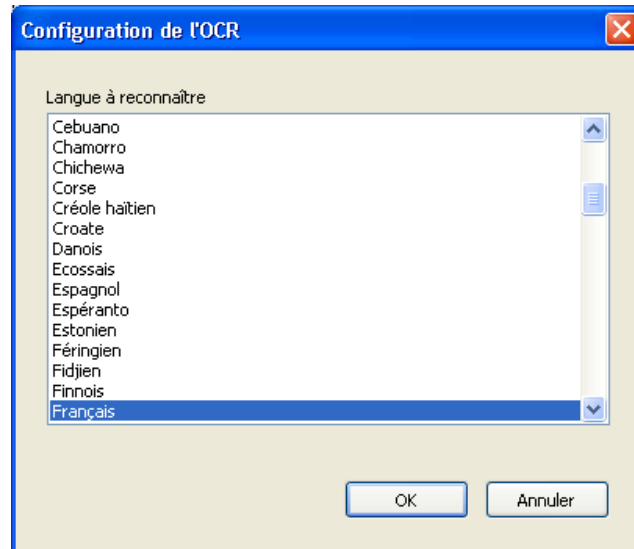 Configuration de l'OCR
Langue à reconnaître
Cebuano
Chamorro
Chichewa
Corse
Créole haïtien
Croate
Danois
Ecossais
Espagnol
Espéranto
Estonien
Féringien
Fidjien
Finnois
Français
OK
Annuler